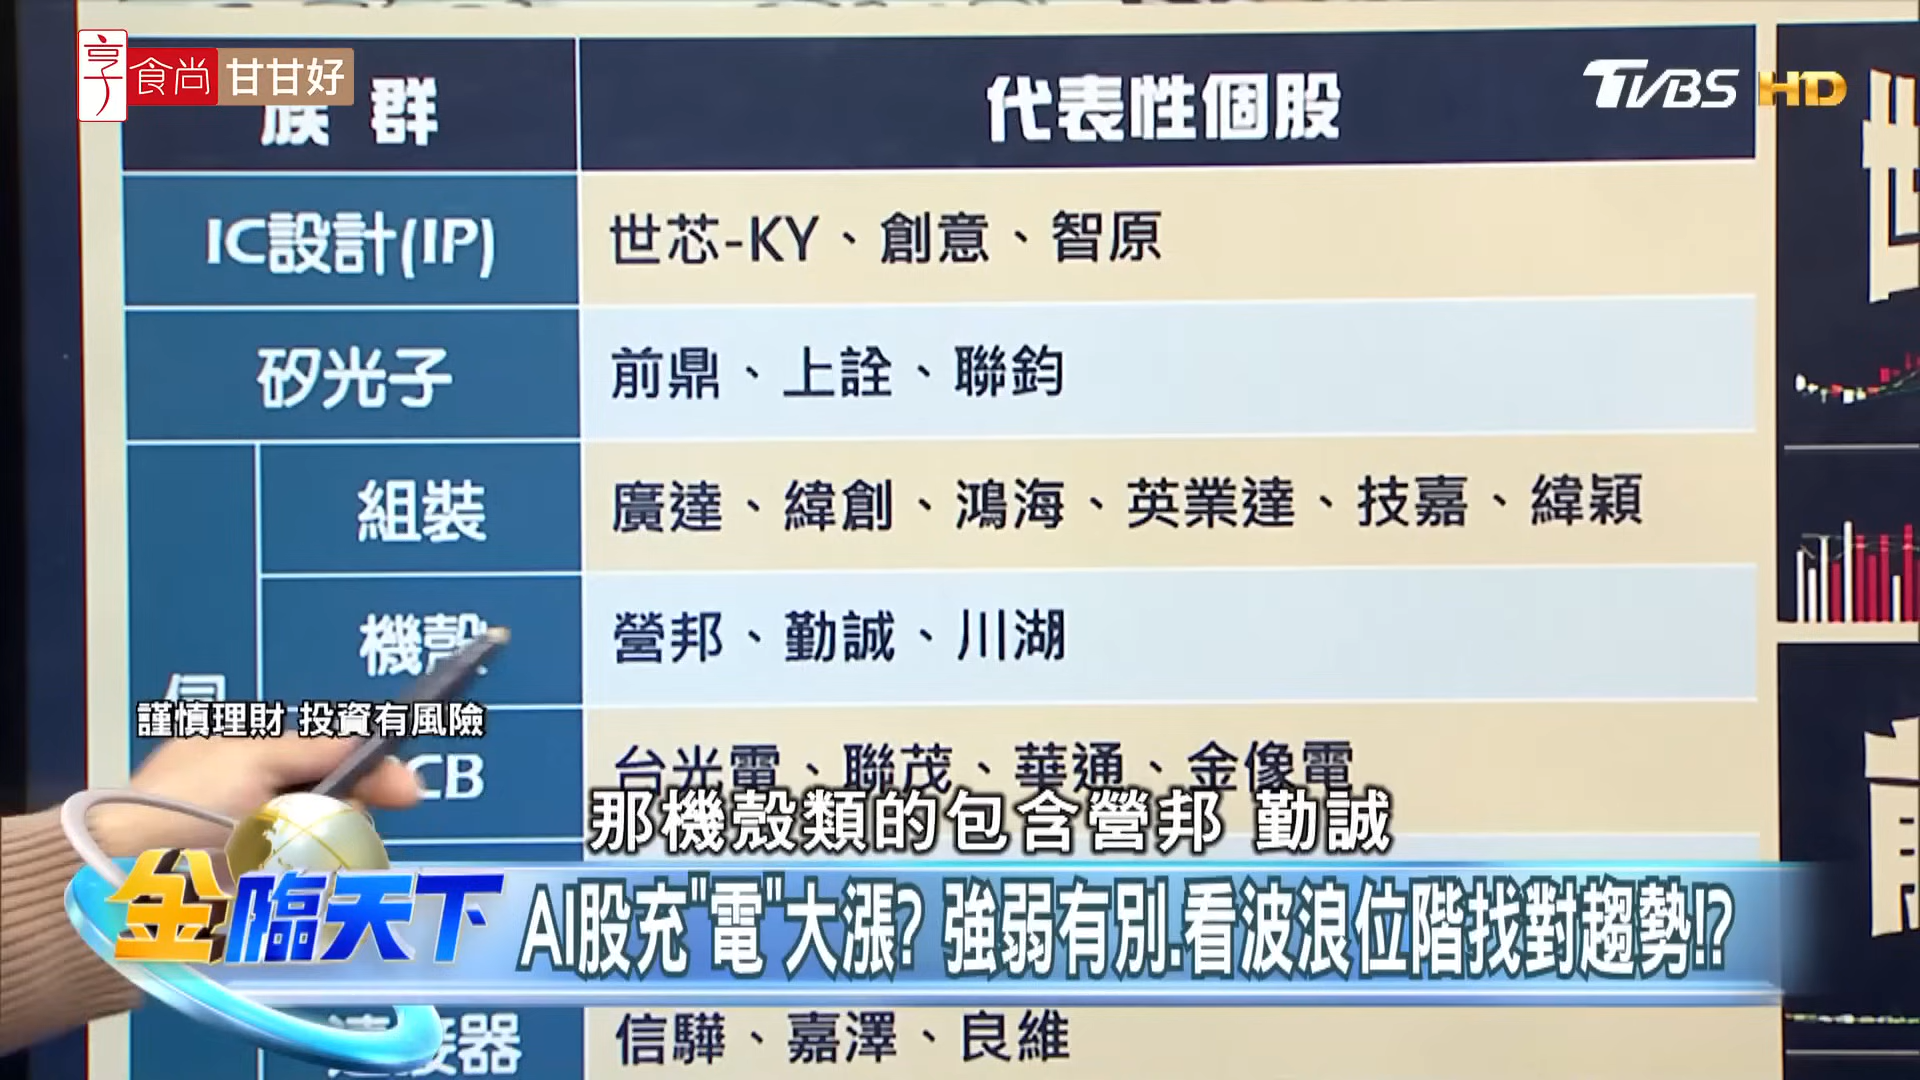 享食尚 甘甘好
TVBS HD
族群 代表性個股
IC設計(IP) 世芯-KY、創意、智原
矽光子 前鼎、上詮、聯鈞
組裝 廣達、緯創、鴻海、英業達、技嘉、緯穎
機殼 營邦、勤誠、川湖
伺
謹慎理財 投資有風險
PCB 台光電、聯茂、華通、金像電
那機殼類的包含營邦 勤誠
金臨天下 AI股充"電"大漲? 強弱有別.看波浪位階找對趨勢!?
連接器 信驊、嘉澤、良維